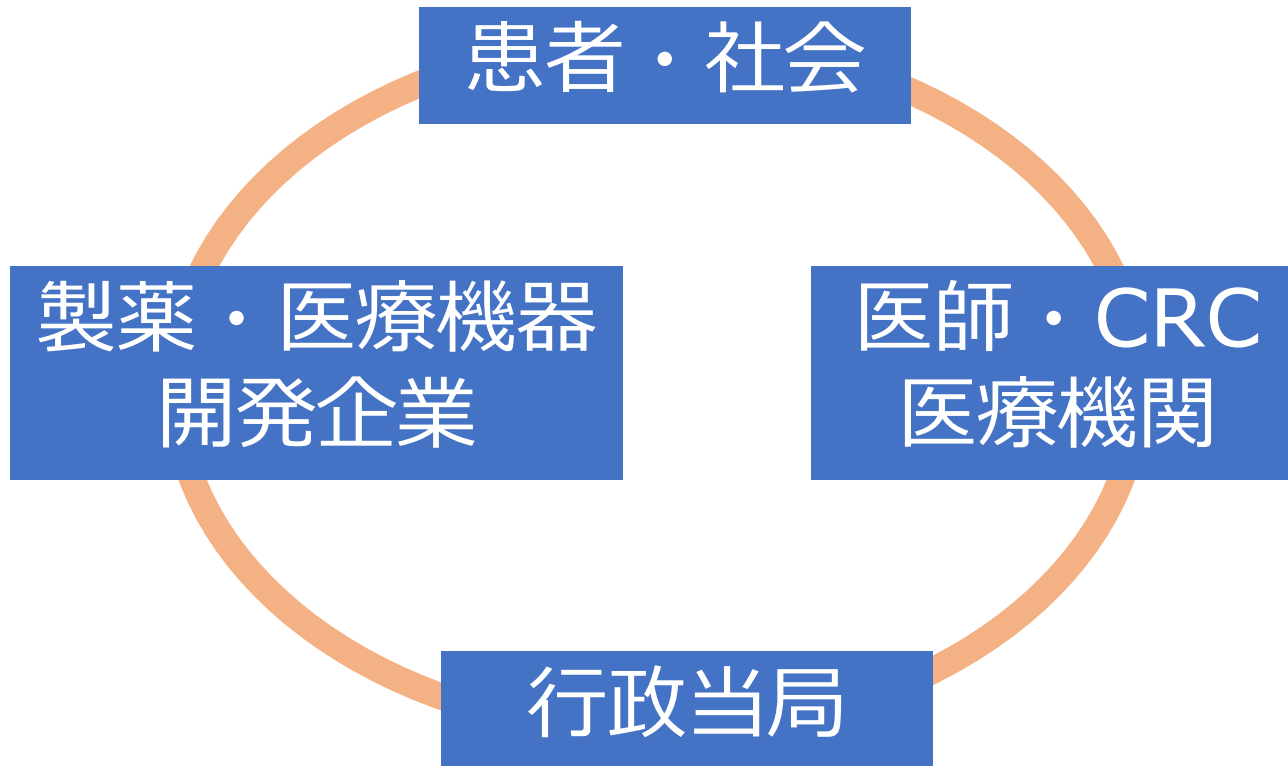 患者・社会
製薬・医療機器
開発企業
医師・CRC
医療機関
行政当局